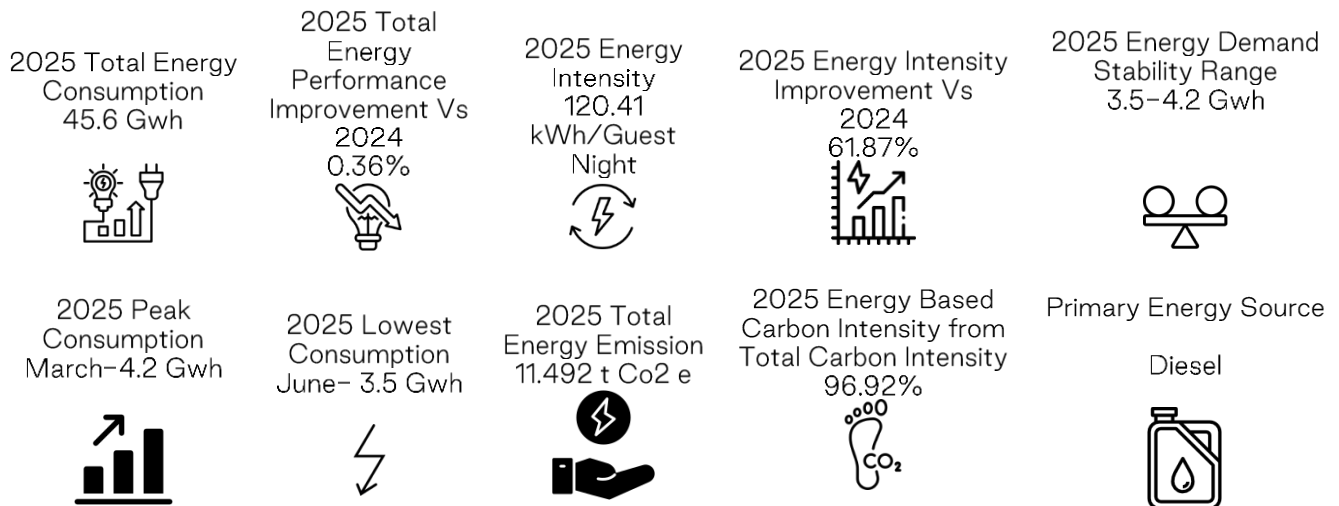 2025 Total Energy
Consumption
45.6 Gwh
2025 Total
Energy
Performance
Improvement Vs
2024
0.36%
2025 Energy
Intensity
120.41
kWh/Guest
Night
2025 Energy Intensity
Improvement Vs
2024
61.87%
2025 Energy Demand
Stability Range
3.5-4.2 Gwh
2025 Peak
Consumption
March-4.2 Gwh
2025 Lowest
Consumption
June- 3.5 Gwh
2025 Total
Energy Emission
11.492 t Co2 e
2025 Energy Based
Carbon Intensity from
Total Carbon Intensity
96.92%
CO₂
Primary Energy Source
Diesel